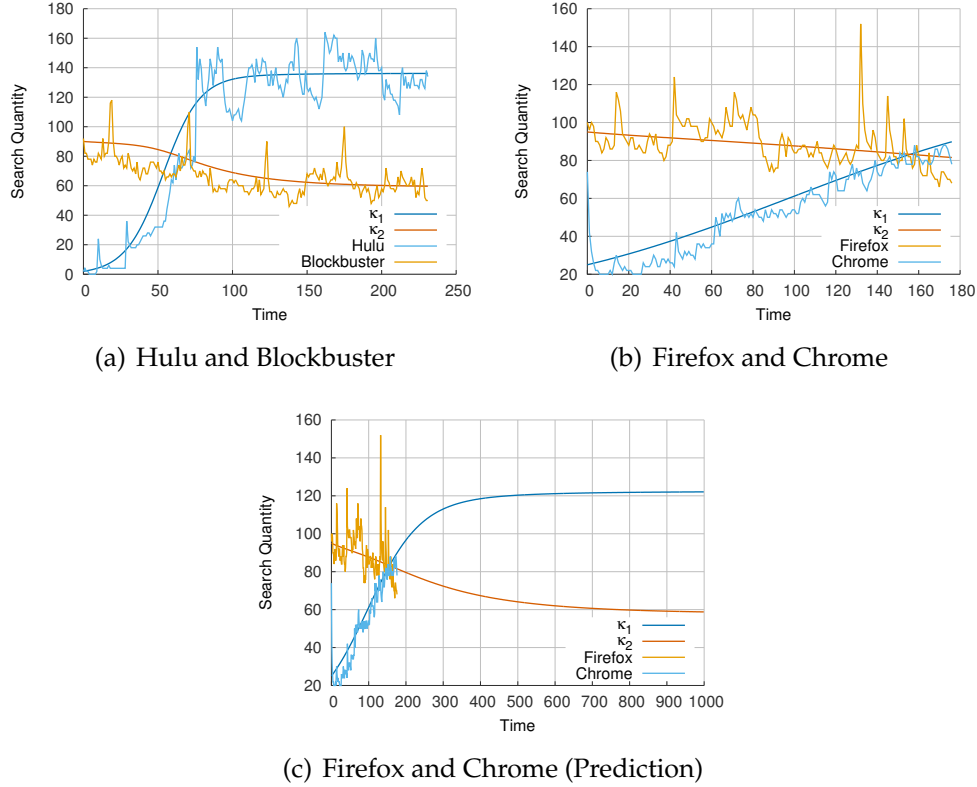 180
160
140
120
100
80
60
40
20
0
Search Quantity
0 50 100 150 200 250
Time
κ1
κ2
Hulu
Blockbuster
(a) Hulu and Blockbuster
160
140
120
100
80
60
40
20
Search Quantity
0 20 40 60 80 100 120 140 160 180
Time
κ1
κ2
Firefox
Chrome
(b) Firefox and Chrome
160
140
120
100
80
60
40
20
Search Quantity
0 100 200 300 400 500 600 700 800 900 1000
Time
κ1
κ2
Firefox
Chrome
(c) Firefox and Chrome (Prediction)